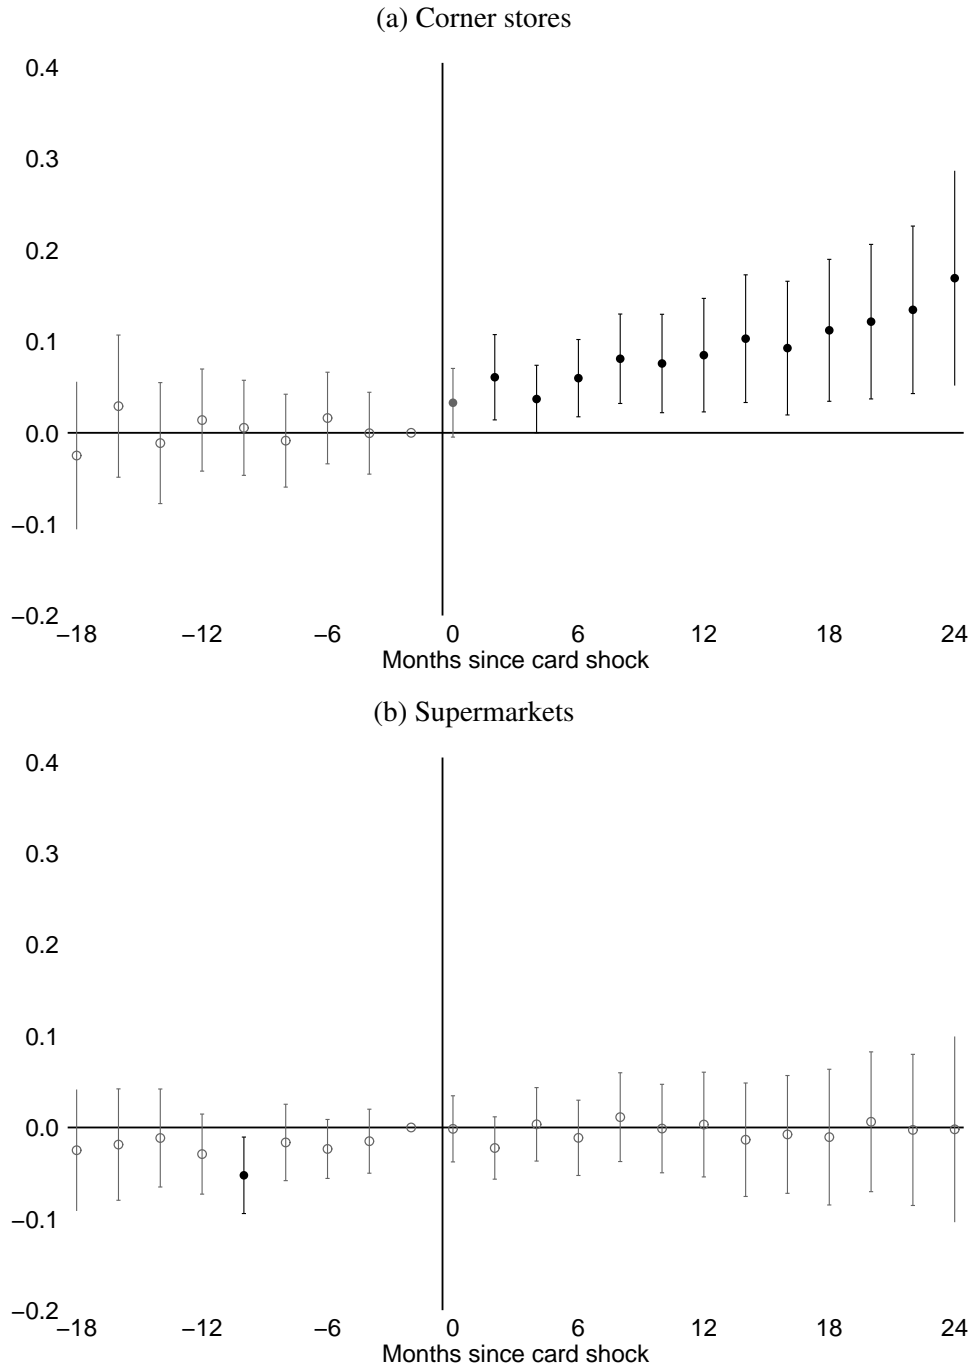 (a) Corner stores
0.4
0.3
0.2
0.1
0.0
−0.1
−0.2
−18 −12 −6 0 6 12 18 24
Months since card shock
(b) Supermarkets
0.4
0.3
0.2
0.1
0.0
−0.1
−0.2
−18 −12 −6 0 6 12 18 24
Months since card shock